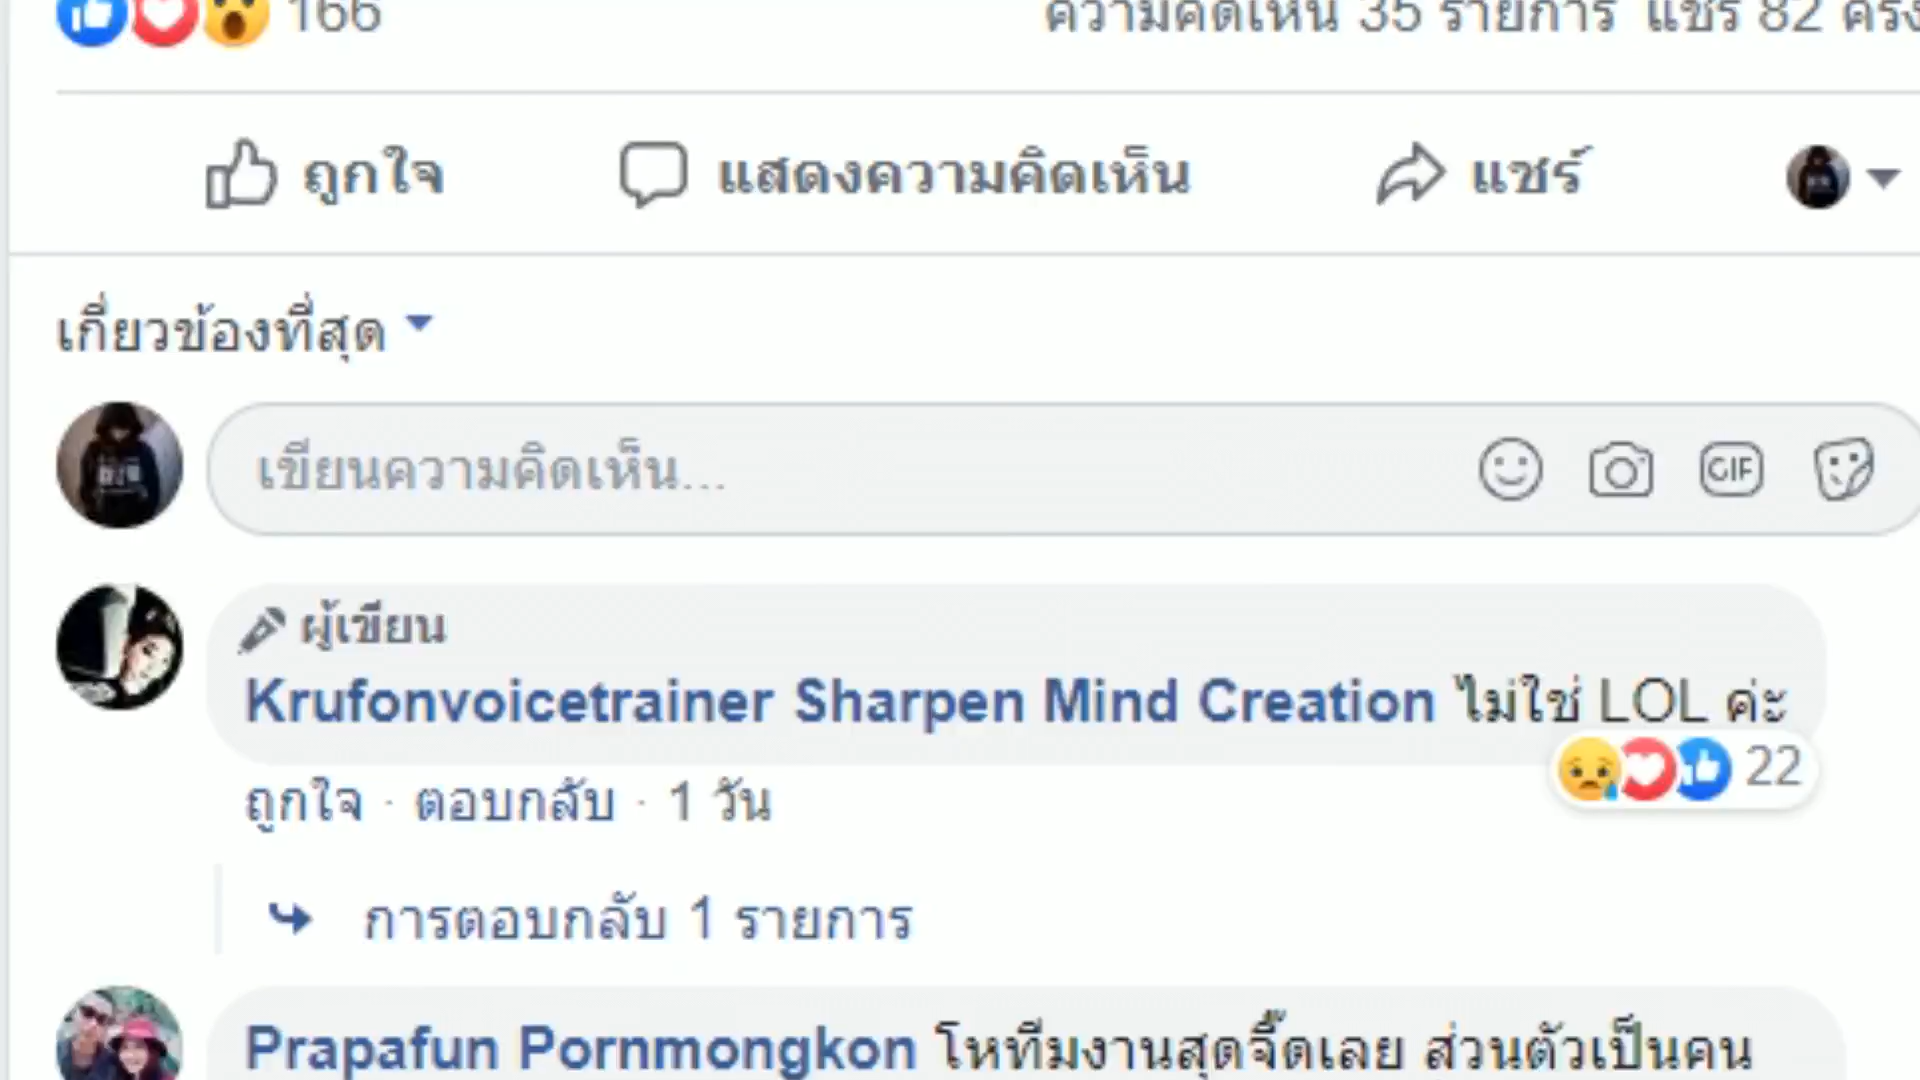 166 ความคิดเห็น 35 รายการ แชร์ 82 ครั้ง
ถูกใจ แสดงความคิดเห็น แชร์
เกี่ยวข้องที่สุด
เขียนความคิดเห็น...
GIF
ผู้เขียน
Krufonvoicetrainer Sharpen Mind Creation ไม่ใช่ LOL ค่ะ
22
ถูกใจ · ตอบกลับ · 1 วัน
การตอบกลับ 1 รายการ
Prapafun Pornmongkon โหทีมงานสุดจี๊ดเลย ส่วนตัวเป็นคน